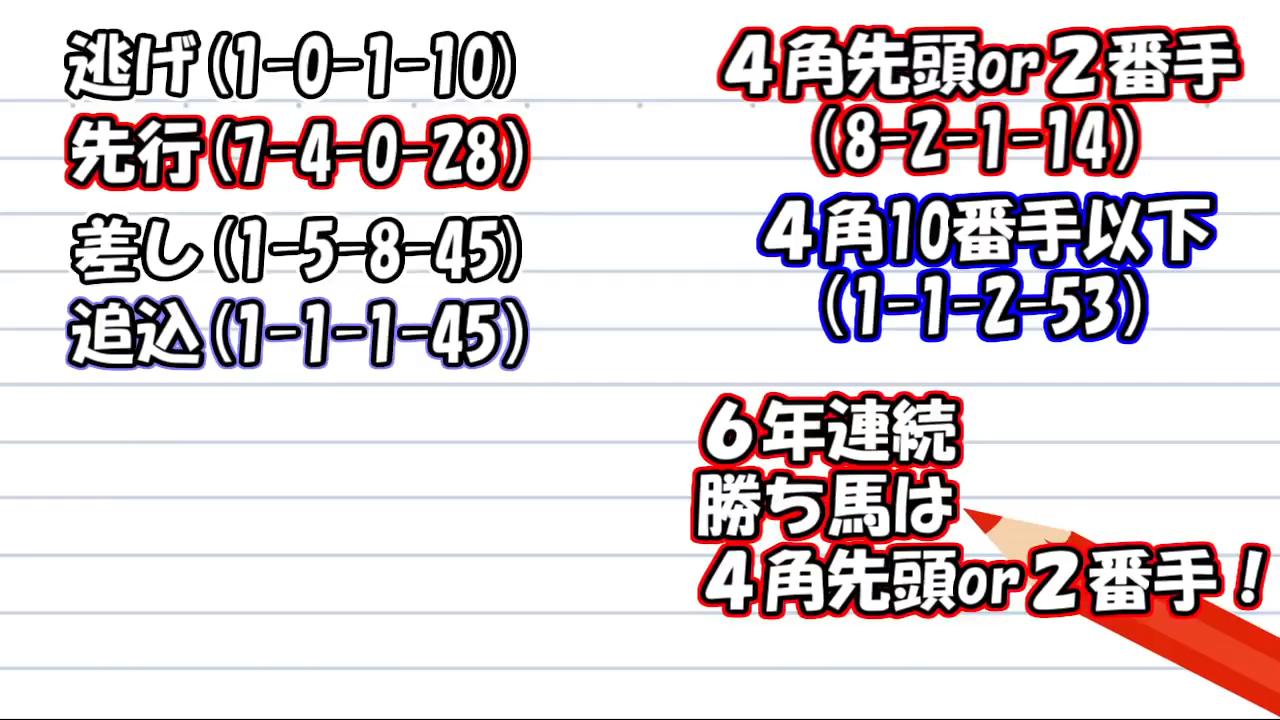 逃げ(1-0-1-10)
先行(7-4-0-28)
差し(1-5-8-45)
追込(1-1-1-45)
４角先頭or２番手
(8-2-1-14)
４角10番手以下
(1-1-2-53)
６年連続
勝ち馬は
４角先頭or２番手！